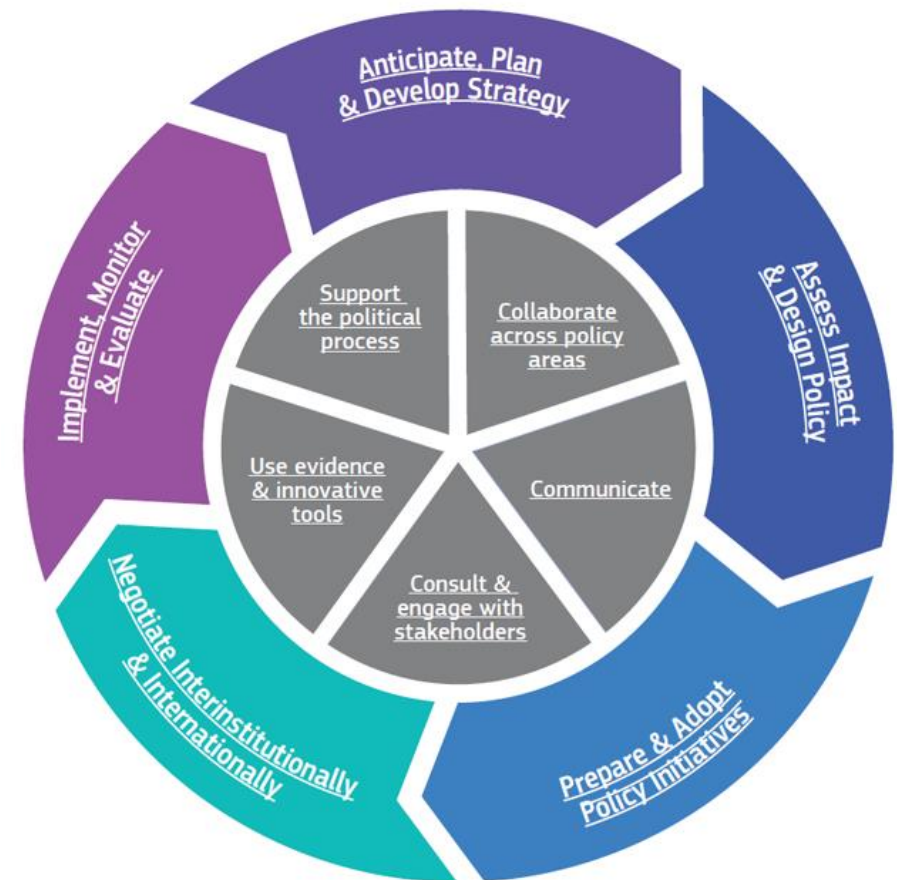 Anticipate, Plan
& Develop Strategy
Assess Impact
& Design Policy
Prepare & Adopt
Policy Initiatives
Negotiate Interinstitutionally
& Internationally
Implement, Monitor
& Evaluate
Support
the political
process
Collaborate
across policy
areas
Communicate
Consult &
engage with
stakeholders
Use evidence
& innovative
tools